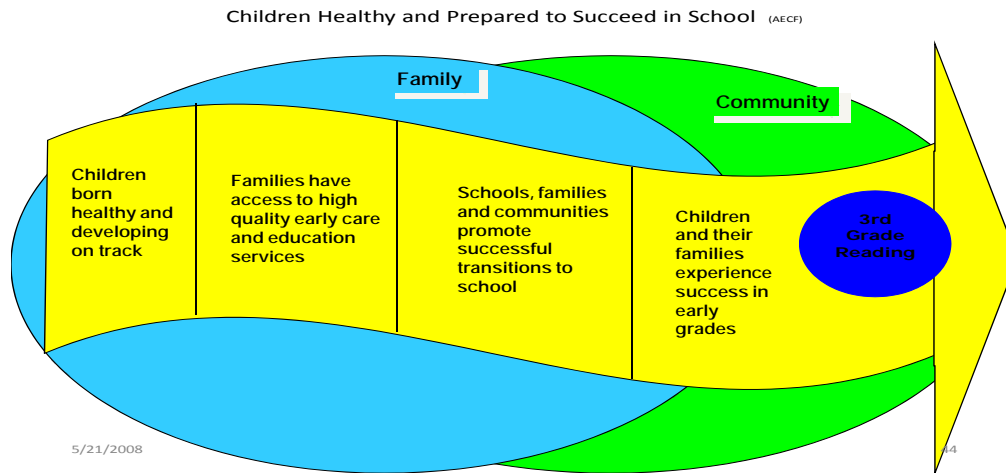 Children Healthy and Prepared to Succeed in School (AECF)
Family
Community
Children
born
healthy and
developing
on track
Families have
access to high
quality early care
and education
services
Schools, families
and communities
promote
successful
transitions to
school
Children
and their
families
experience
success in
early
grades
3rd
Grade
Reading
5/21/2008
44